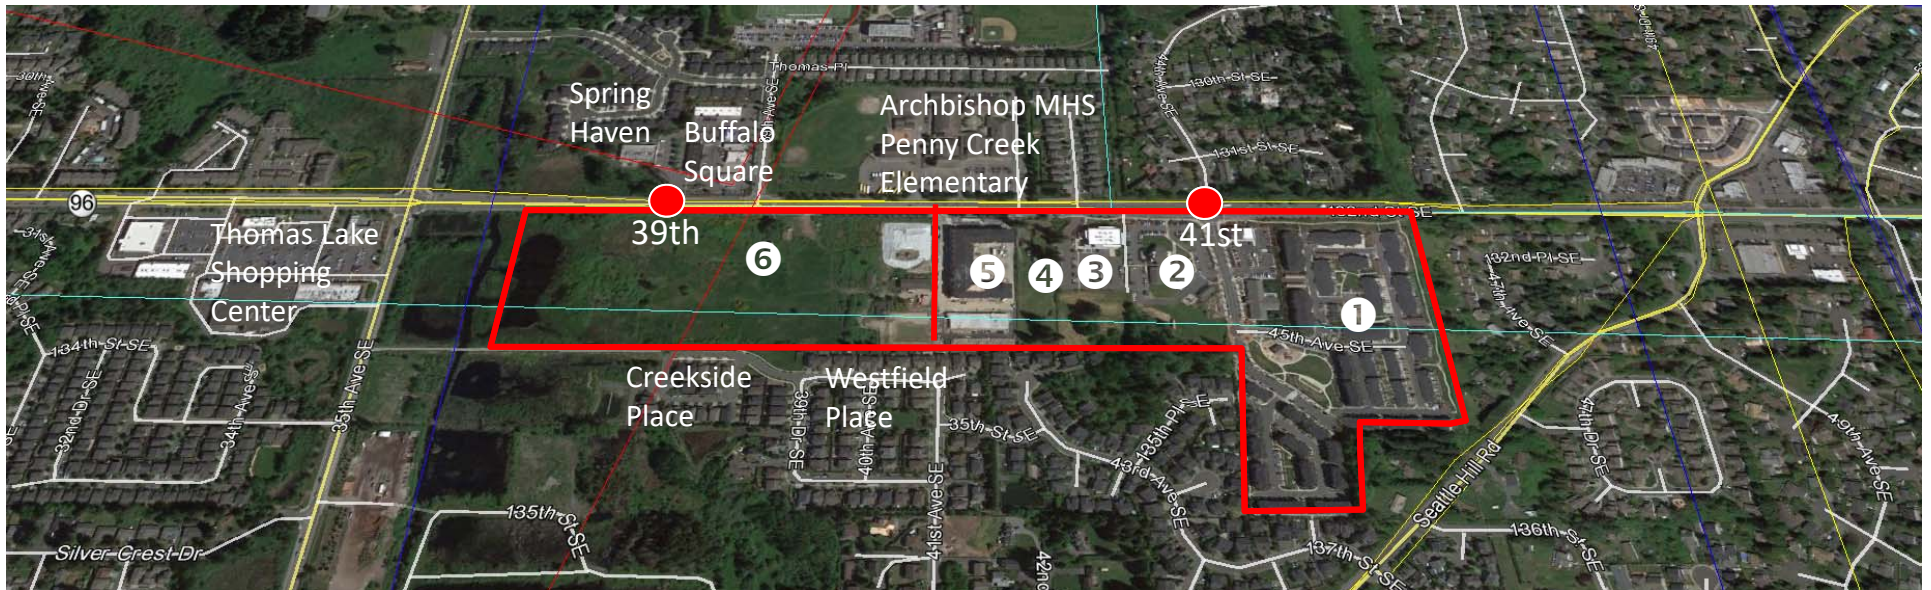 Thomas Pl
130th St SE
131st St SE
Spring
Haven
Buffalo
Square
Archbishop MHS
Penny Creek
Elementary
96
132nd St SE
39th
41st
Thomas Lake
Shopping
Center
6
5
4
3
2
1
132nd Pl SE
47th Ave SE
45th Ave SE
134th St SE
35th Ave SE
34th Ave SE
32nd Dr SE
Creekside
Place
Westfield
Place
39th Dr SE
40th Ave SE
35th St SE
135th Pl SE
43rd Ave SE
41st Ave SE
47th Dr SE
49th Ave SE
Seattle Hill Rd
135th St SE
136th St SE
137th St SE
Silver Crest Dr
42nd